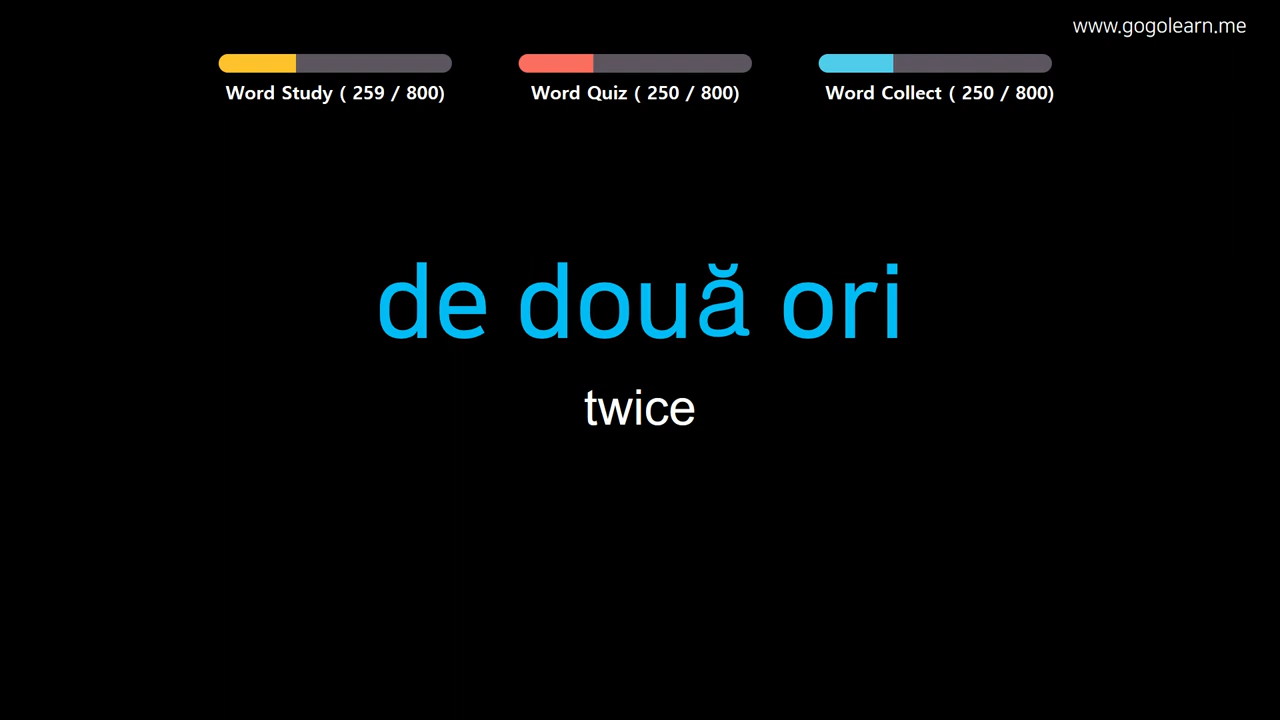 www.gogolearn.me
Word Study ( 259 / 800)
Word Quiz ( 250 / 800)
Word Collect ( 250 / 800)
de două ori
twice